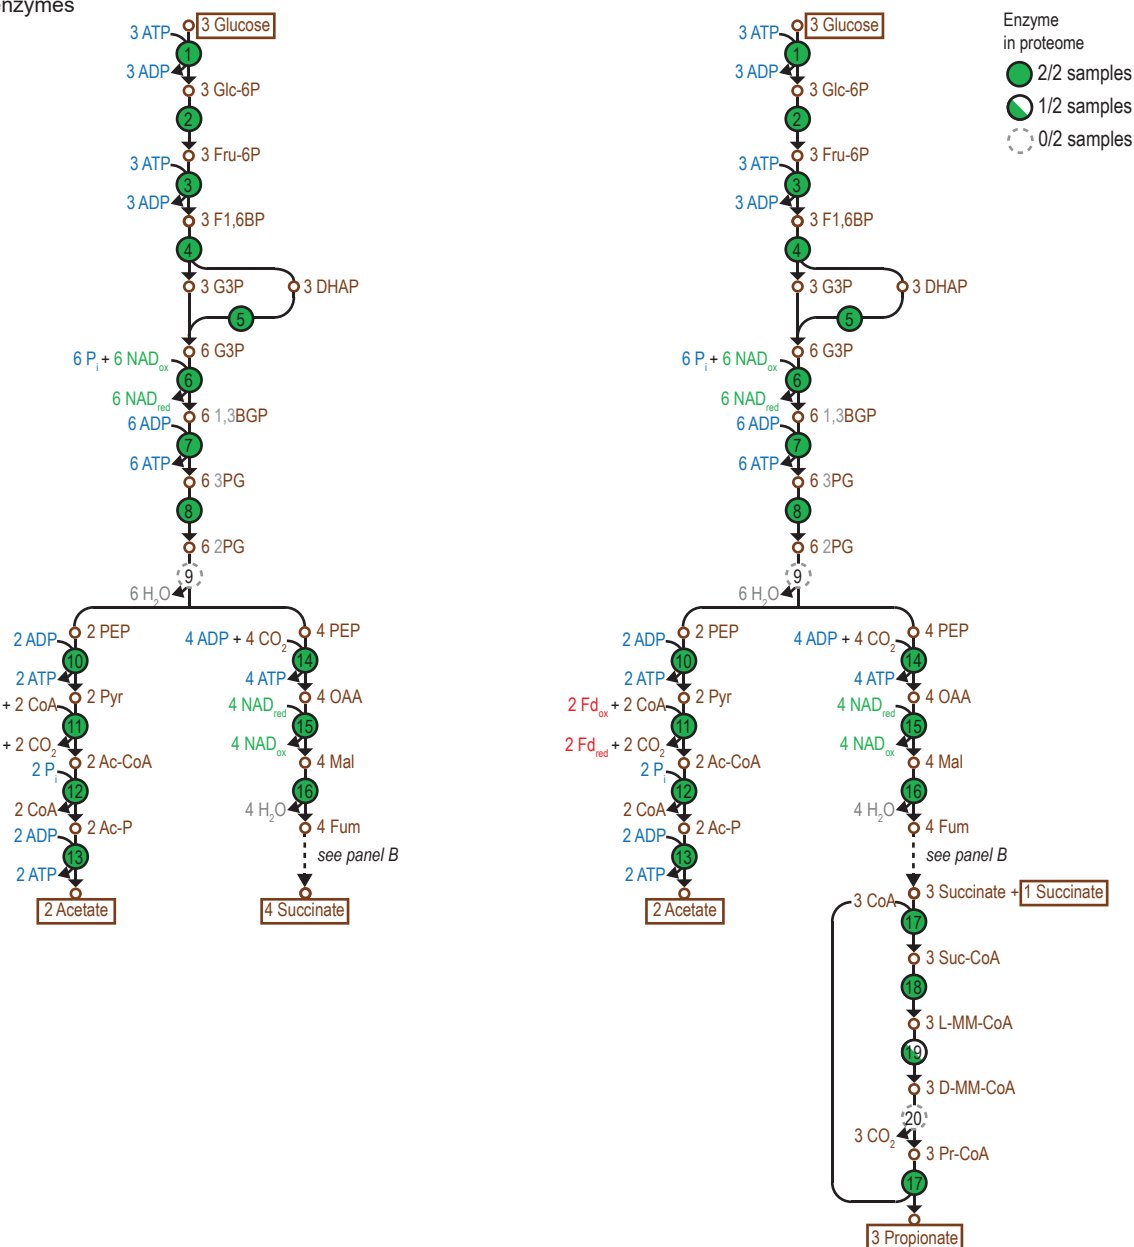 enzymes
3 Glucose
3 ATP
1
3 ADP
3 Glc-6P
2
3 Fru-6P
3 ATP
3
3 ADP
3 F1,6BP
4
3 G3P
3 DHAP
5
6 G3P
6 Pi + 6 NADox
6
6 NADred
6 1,3BGP
6 ADP
7
6 ATP
6 3PG
8
6 2PG
9
6 H2O
2 PEP
2 ADP
10
2 ATP
2 Pyr
+ 2 CoA
11
+ 2 CO2
2 Ac-CoA
2 Pi
12
2 CoA
2 Ac-P
2 ADP
13
2 ATP
2 Acetate
4 PEP
4 ADP + 4 CO2
14
4 ATP
4 OAA
4 NADred
15
4 NADox
4 Mal
16
4 H2O
4 Fum
see panel B
4 Succinate
3 Glucose
3 ATP
1
3 ADP
3 Glc-6P
2
3 Fru-6P
3 ATP
3
3 ADP
3 F1,6BP
4
3 G3P
3 DHAP
5
6 G3P
6 Pi + 6 NADox
6
6 NADred
6 1,3BGP
6 ADP
7
6 ATP
6 3PG
8
6 2PG
9
6 H2O
2 PEP
2 ADP
10
2 ATP
2 Pyr
2 Fdox + 2 CoA
11
2 Fdred + 2 CO2
2 Ac-CoA
2 Pi
12
2 CoA
2 Ac-P
2 ADP
13
2 ATP
2 Acetate
4 PEP
4 ADP + 4 CO2
14
4 ATP
4 OAA
4 NADred
15
4 NADox
4 Mal
16
4 H2O
4 Fum
see panel B
3 Succinate + 1 Succinate
3 CoA
17
3 Suc-CoA
18
3 L-MM-CoA
19
3 D-MM-CoA
20
3 CO2
3 Pr-CoA
17
3 Propionate
Enzyme
in proteome
2/2 samples
1/2 samples
0/2 samples